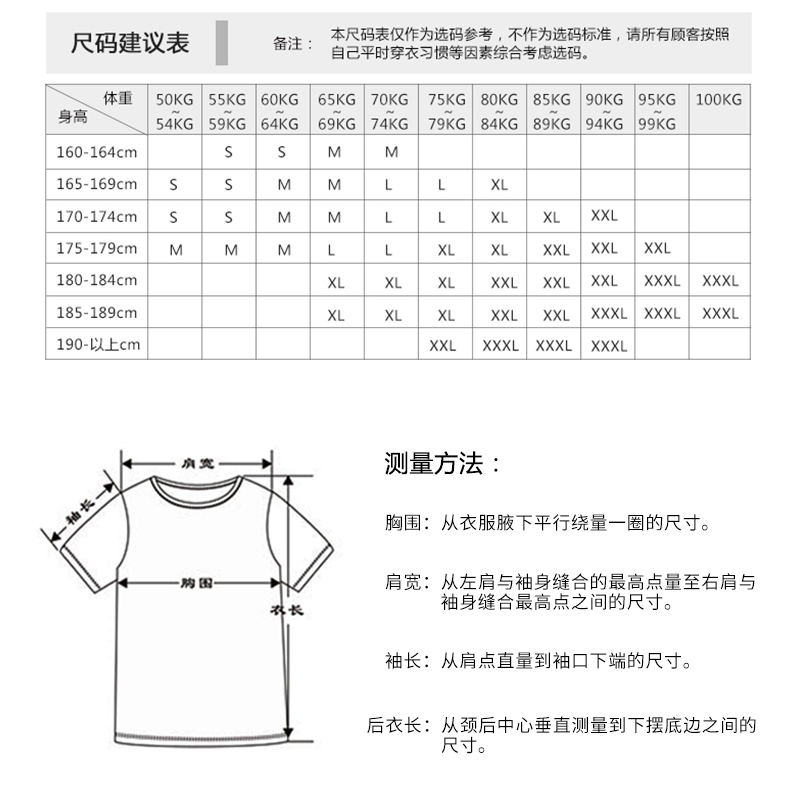 尺码建议表
备注：
本尺码表仅作为选码参考，不作为选码标准，请所有顾客按照
自己平时穿衣习惯等因素综合考虑选码。
体重 身高 50KG~54KG 55KG~59KG 60KG~64KG 65KG~69KG 70KG~74KG 75KG~79KG 80KG~84KG 85KG~89KG 90KG~94KG 95KG~99KG 100KG
160-164cm S S M M
165-169cm S S M M L L XL
170-174cm S S M M L L XL XL XXL
175-179cm M M M L L XL XL XXL XXL XXL
180-184cm XL XL XL XXL XXL XXL XXXL XXXL
185-189cm XL XL XL XXL XXL XXXL XXXL XXXL
190-以上cm XXL XXXL XXXL XXXL
肩宽
袖长
胸围
衣长
测量方法：
胸围：从衣服腋下平行绕量一圈的尺寸。
肩宽：从左肩与袖身缝合的最高点量至右肩与
袖身缝合最高点之间的尺寸。
袖长：从肩点直量到袖口下端的尺寸。
后衣长：从颈后中心垂直测量到下摆底边之间的
尺寸。